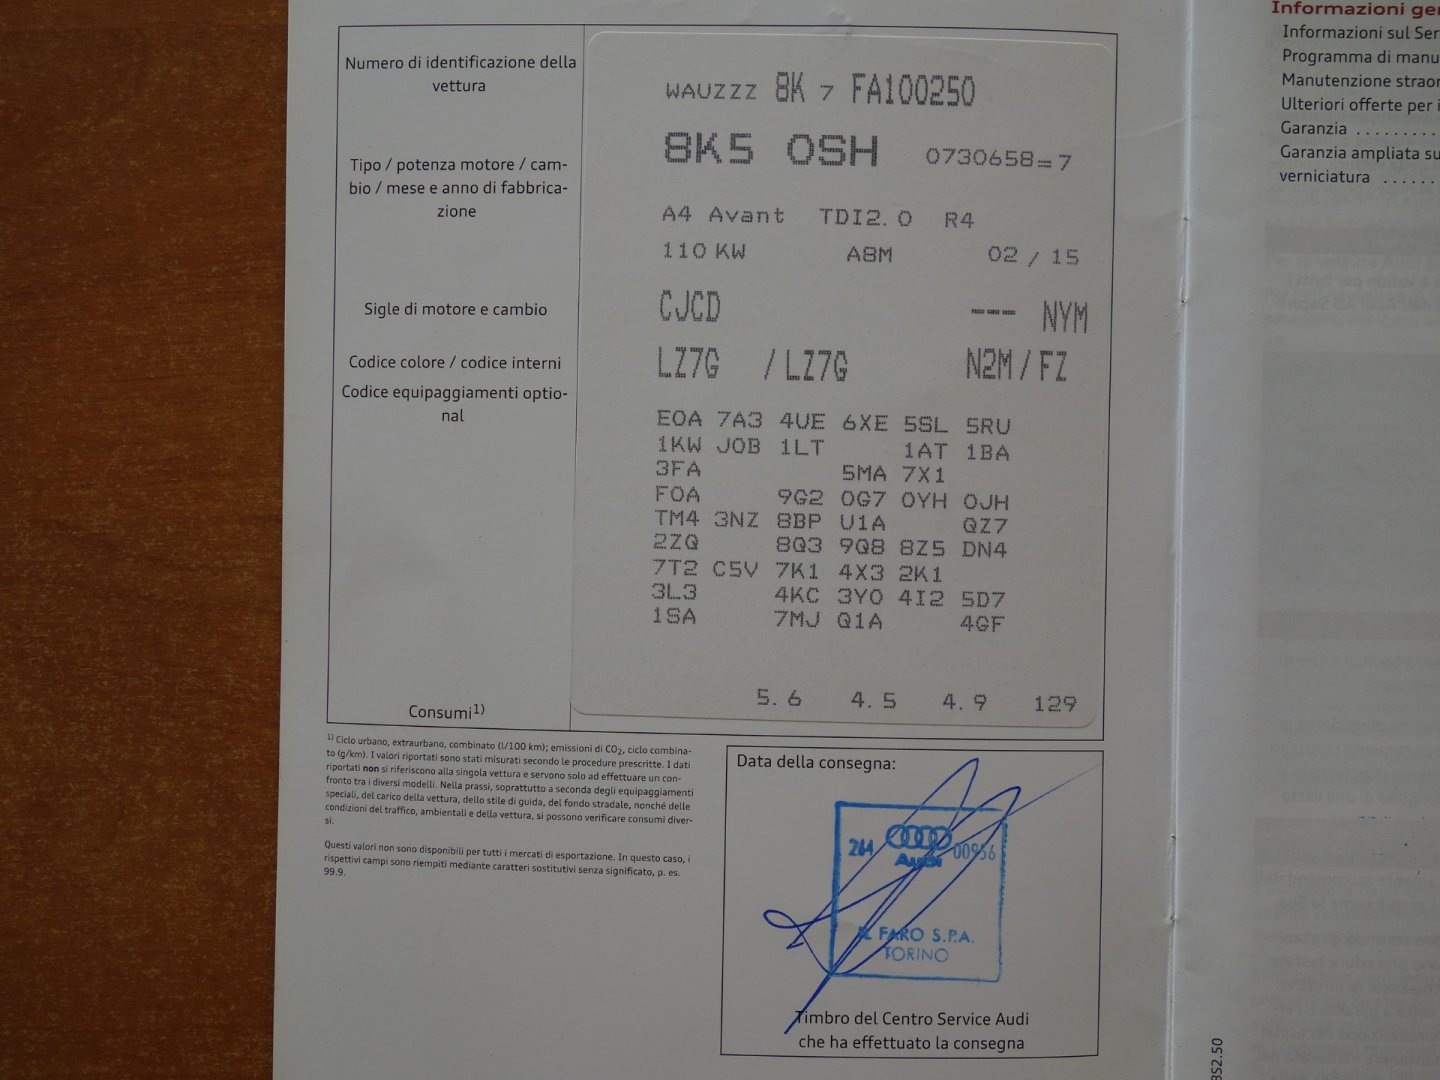 Numero di identificazione della
vettura
WAUZZZ 8K 7 FA100250
8K5 0SH 0730658=7
Tipo / potenza motore / cam-
bio / mese e anno di fabbrica-
zione
A4 Avant TDI2.0 R4
110 KW A8M 02 / 15
Sigle di motore e cambio
CJCD --- NYM
Codice colore / codice interni
LZ7G / LZ7G N2M / FZ
Codice equipaggiamenti optio-
nal
E0A 7A3 4UE 6XE 5SL 5RU
1KW J0B 1LT 1AT 1BA
3FA 5MA 7X1
F0A 9G2 0G7 0YH 0JH
TM4 3NZ 8BP U1A QZ7
2ZQ 8Q3 9Q8 8Z5 DN4
7T2 C5V 7K1 4X3 2K1
3L3 4KC 3Y0 4I2 5D7
1SA 7MJ Q1A 4GF
Consumi1)
5.6 4.5 4.9 129
1) Ciclo urbano, extraurbano, combinato (l/100 km); emissioni di CO2, ciclo combina-
to (g/km). I valori riportati sono stati misurati secondo le procedure prescritte. I dati
riportati non si riferiscono alla singola vettura e servono solo ad effettuare un con-
fronto tra i diversi modelli. Nella prassi, soprattutto a seconda degli equipaggiamenti
speciali, del carico della vettura, dello stile di guida, del fondo stradale, nonché delle
condizioni del traffico, ambientali e della vettura, si possono verificare consumi diver-
si.
Questi valori non sono disponibili per tutti i mercati di esportazione. In questo caso, i
rispettivi campi sono riempiti mediante caratteri sostitutivi senza significato, p. es.
99.9.
Data della consegna:
264 00956
Audi
IL FARO S.P.A.
TORINO
Timbro del Centro Service Audi
che ha effettuato la consegna
Informazioni ge
Informazioni sul Ser
Programma di manu
Manutenzione straor
Ulteriori offerte per i
Garanzia ..........
Garanzia ampliata su
verniciatura ......
BS2.50